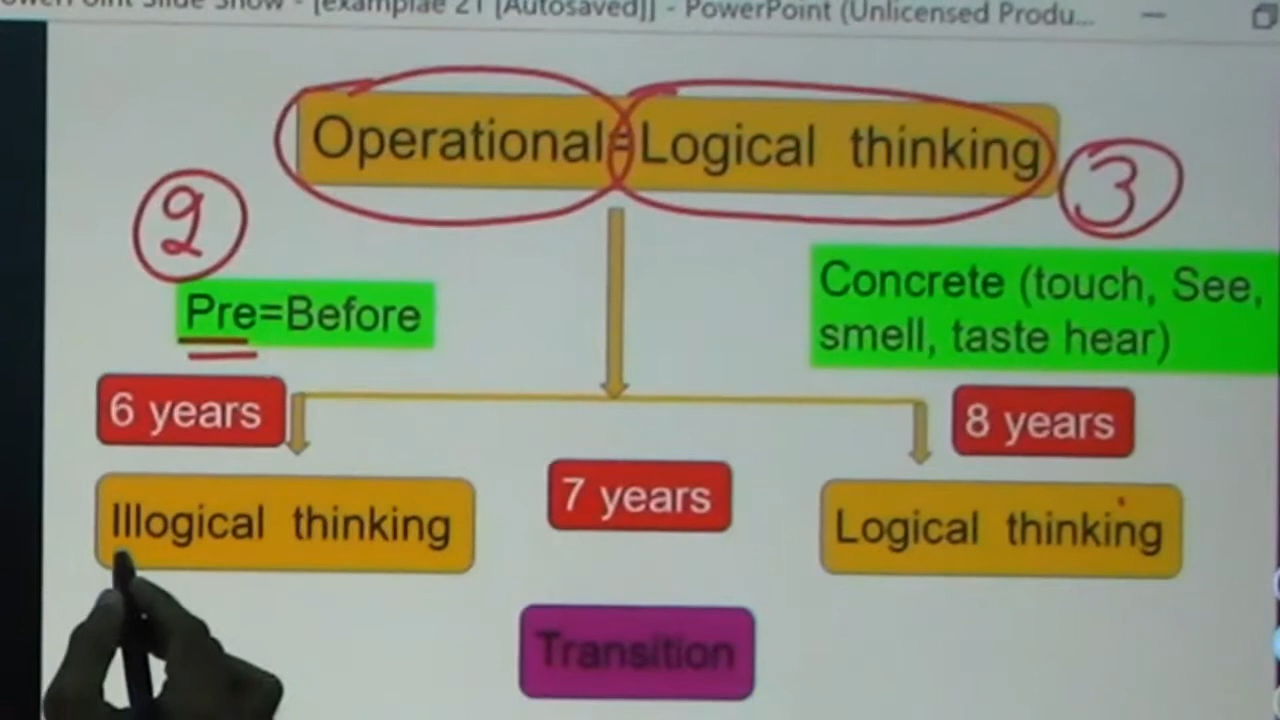 PowerPoint Slide Show - [examplae 21 [Autosaved]] - PowerPoint (Unlicensed Produ...
Operational=Logical thinking
2
3
Pre=Before
Concrete (touch, See,
smell, taste hear)
6 years
8 years
7 years
Illogical thinking
Logical thinking
Transition